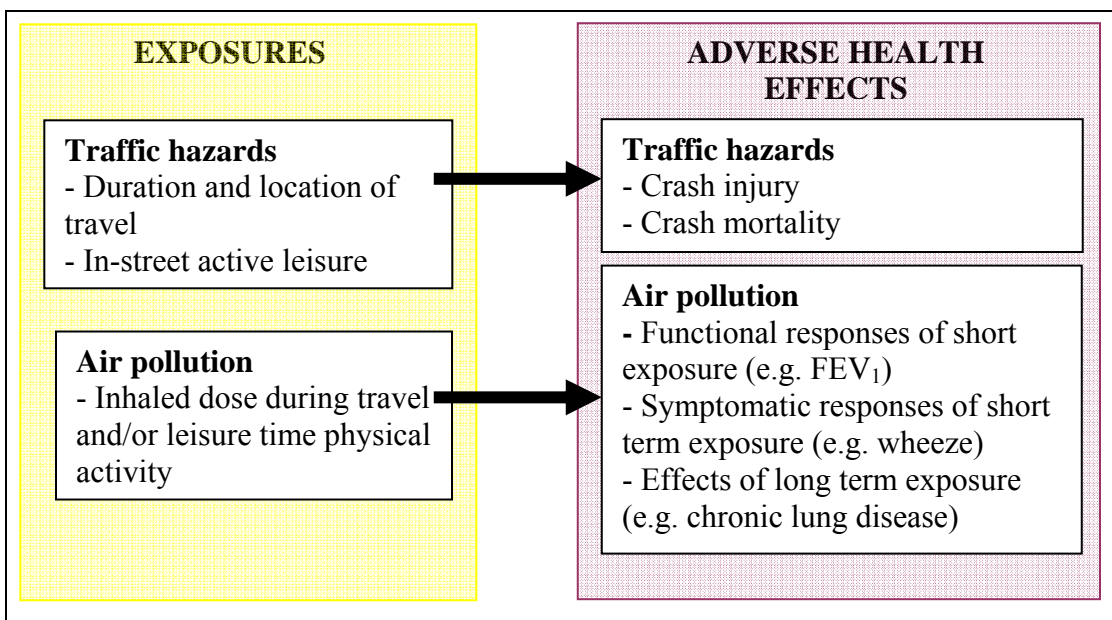 EXPOSURES
Traffic hazards
- Duration and location of
travel
- In-street active leisure
Air pollution
- Inhaled dose during travel
and/or leisure time physical
activity
ADVERSE HEALTH
EFFECTS
Traffic hazards
- Crash injury
- Crash mortality
Air pollution
- Functional responses of short
exposure (e.g. FEV₁)
- Symptomatic responses of short
term exposure (e.g. wheeze)
- Effects of long term exposure
(e.g. chronic lung disease)